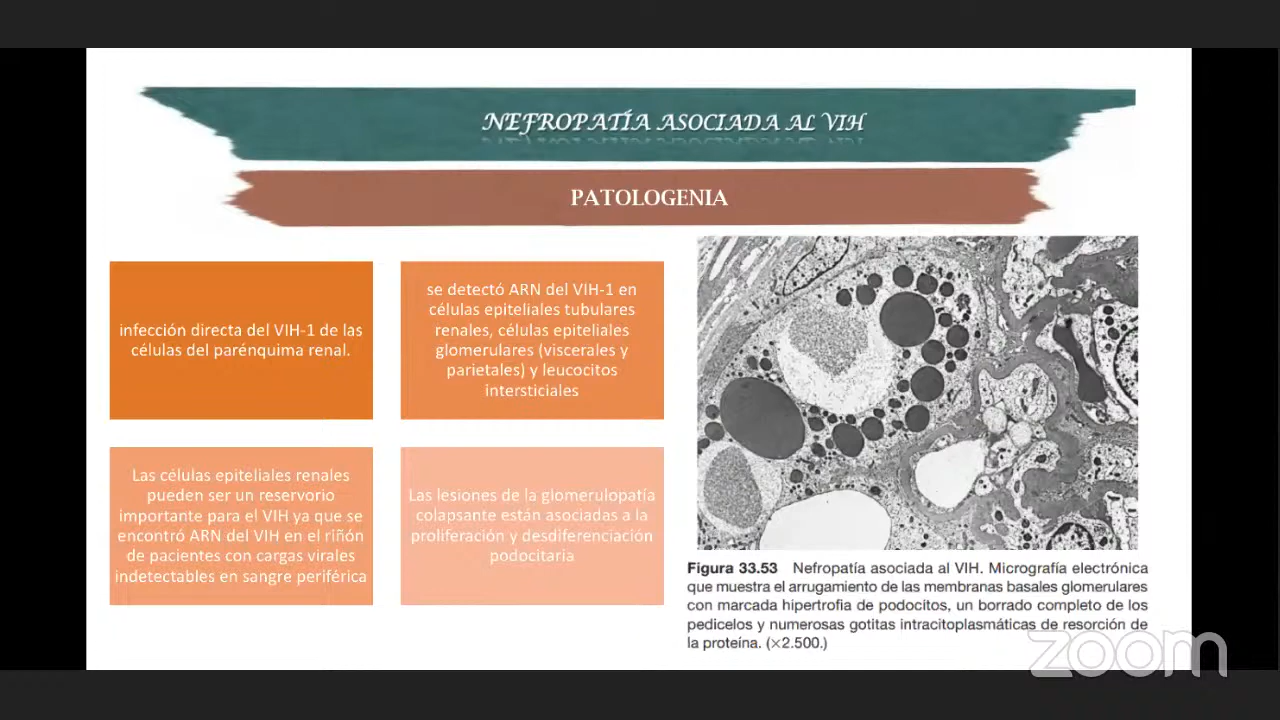 NEFROPATÍA ASOCIADA AL VIH
PATOLOGENIA
infección directa del VIH-1 de las
células del parénquima renal.
se detectó ARN del VIH-1 en
células epiteliales tubulares
renales, células epiteliales
glomerulares (viscerales y
parietales) y leucocitos
intersticiales
Las células epiteliales renales
pueden ser un reservorio
importante para el VIH ya que se
encontró ARN del VIH en el riñón
de pacientes con cargas virales
indetectables en sangre periférica
Las lesiones de la glomerulopatía
colapsante están asociadas a la
proliferación y desdiferenciación
podocitaria
Figura 33.53 Nefropatía asociada al VIH. Micrografía electrónica
que muestra el arrugamiento de las membranas basales glomerulares
con marcada hipertrofia de podocitos, un borrado completo de los
pedicelos y numerosas gotitas intracitoplasmáticas de resorción de
la proteína. (×2.500.)
zoom